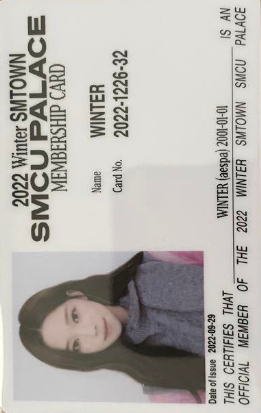 2022 Winter SMTOWN
SMCU PALACE
MEMBERSHIP CARD
Name WINTER
Card No. 2022-1226-32
Date of Issue 2022-09-29
THIS CERTIFIES THAT WINTER (aespa) 2001-01-01 IS AN
OFFICIAL MEMBER OF THE 2022 WINTER SMTOWN SMCU PALACE